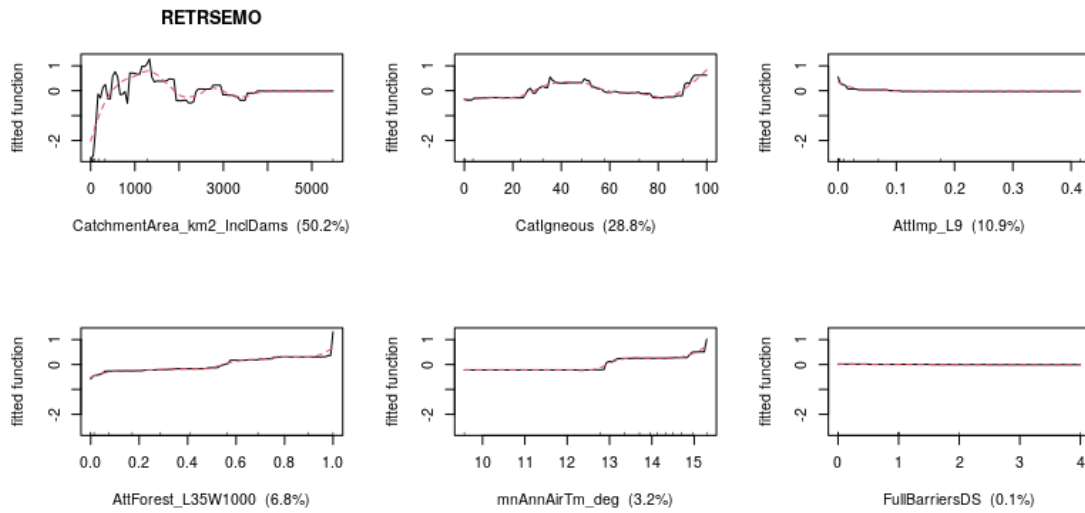 RETRSEMO
fitted function
1
0
-2
0 1000 3000 5000
CatchmentArea_km2_InclDams (50.2%)
fitted function
1
0
-2
0 20 40 60 80 100
CatIgneous (28.8%)
fitted function
1
0
-2
0.0 0.1 0.2 0.3 0.4
AttImp_L9 (10.9%)
fitted function
1
0
-2
0.0 0.2 0.4 0.6 0.8 1.0
AttForest_L35W1000 (6.8%)
fitted function
1
0
-2
10 11 12 13 14 15
mnAnnAirTm_deg (3.2%)
fitted function
1
0
-2
0 1 2 3 4
FullBarriersDS (0.1%)